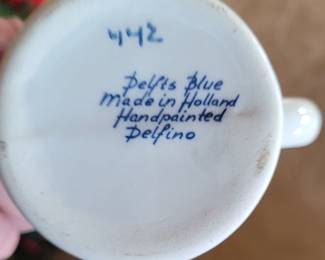 442
Delfts Blue
made in Holland
Handpainted
Delfino